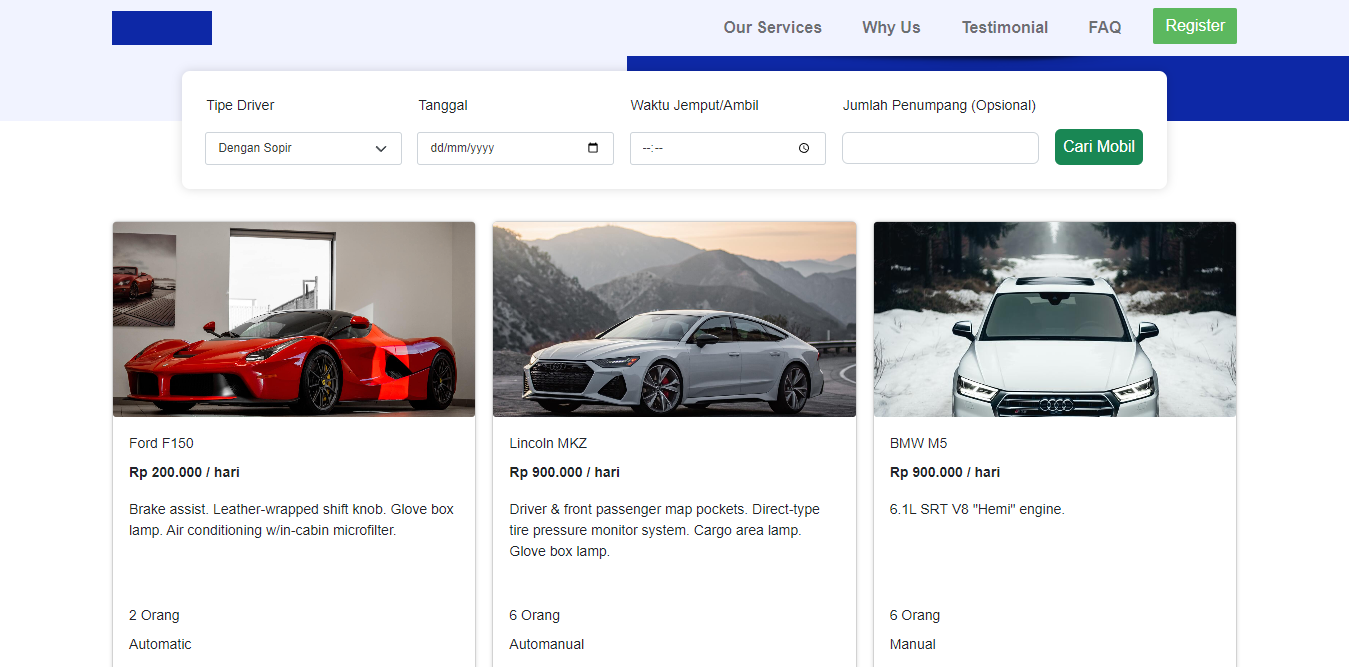 Our Services Why Us Testimonial FAQ Register
Tipe Driver Tanggal Waktu Jemput/Ambil Jumlah Penumpang (Opsional)
Dengan Sopir dd/mm/yyyy --:-- Cari Mobil
Ford F150
Rp 200.000 / hari
Brake assist. Leather-wrapped shift knob. Glove box
lamp. Air conditioning w/in-cabin microfilter.
2 Orang
Automatic
Lincoln MKZ
Rp 900.000 / hari
Driver & front passenger map pockets. Direct-type
tire pressure monitor system. Cargo area lamp.
Glove box lamp.
6 Orang
Automanual
BMW M5
Rp 900.000 / hari
6.1L SRT V8 "Hemi" engine.
6 Orang
Manual